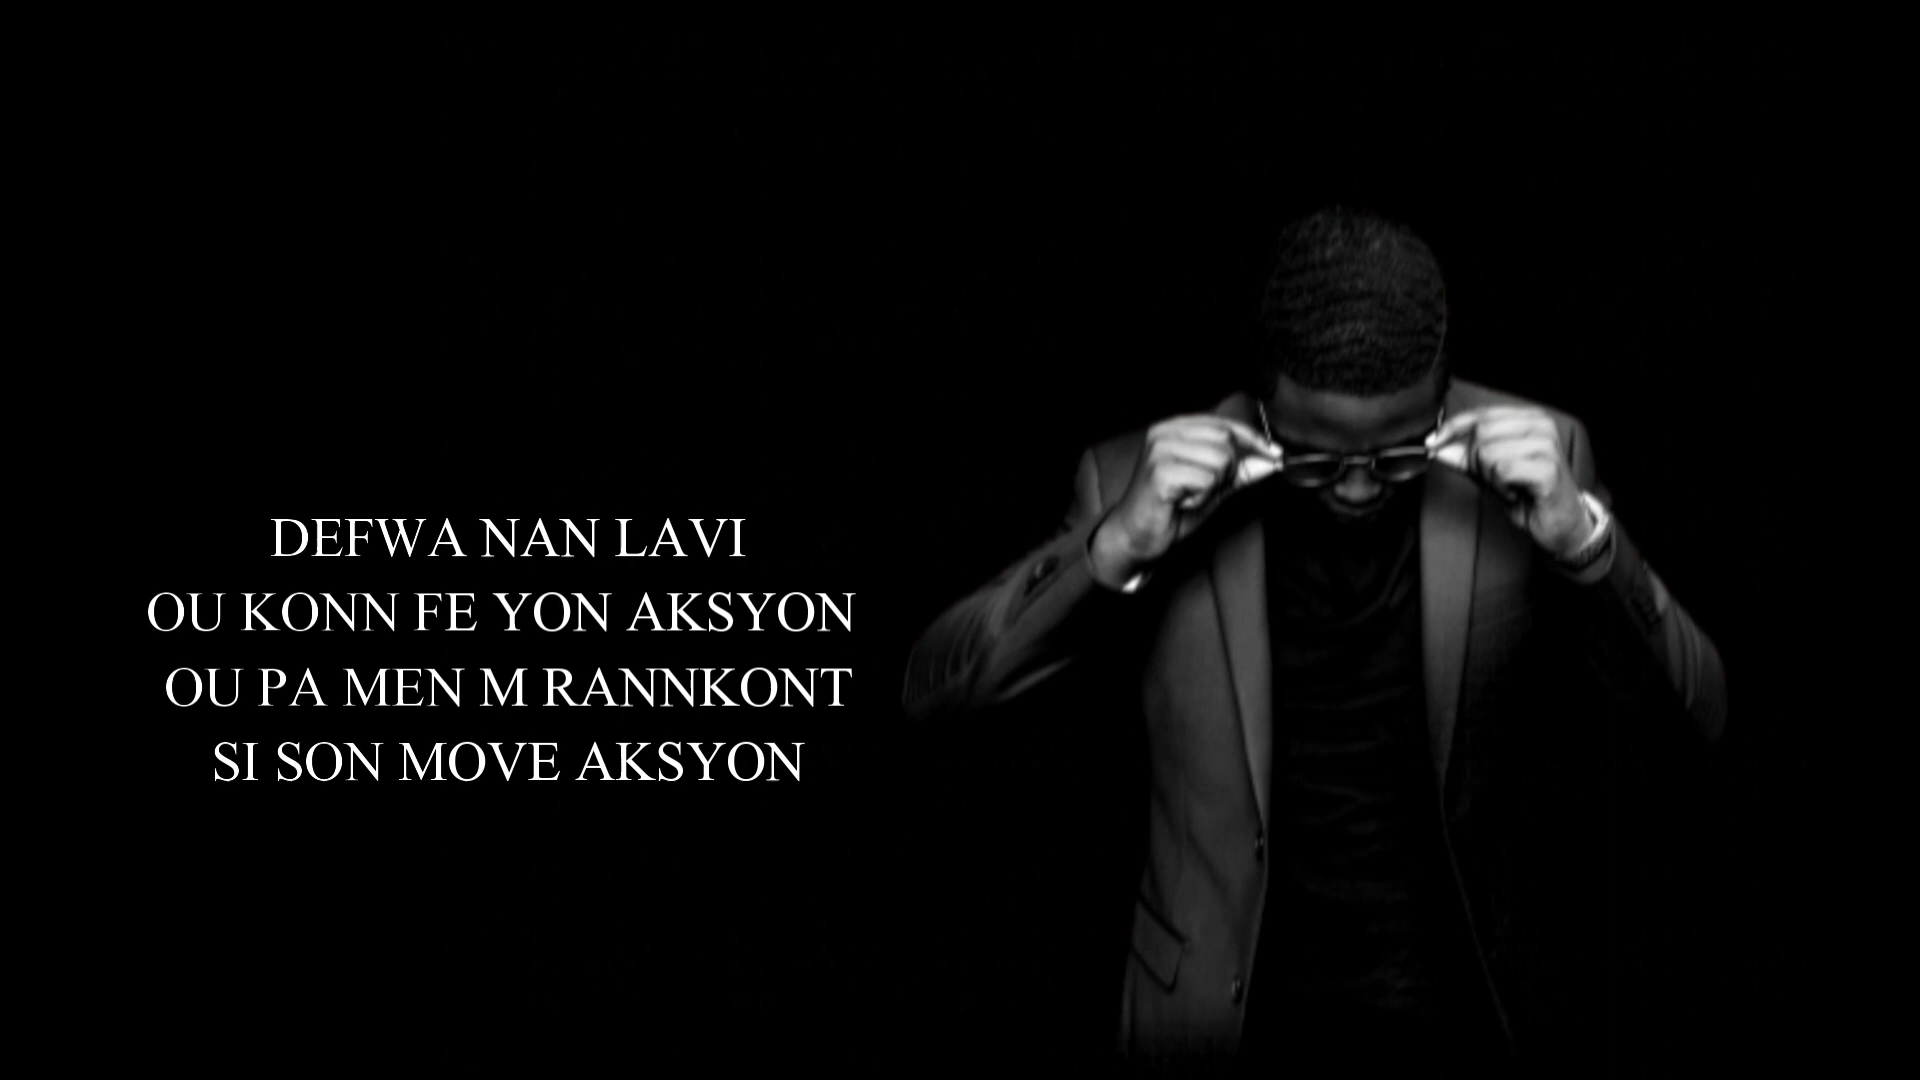 DEFWA NAN LAVI
OU KONN FE YON AKSYON
OU PA MEN M RANNKONT
SI SON MOVE AKSYON